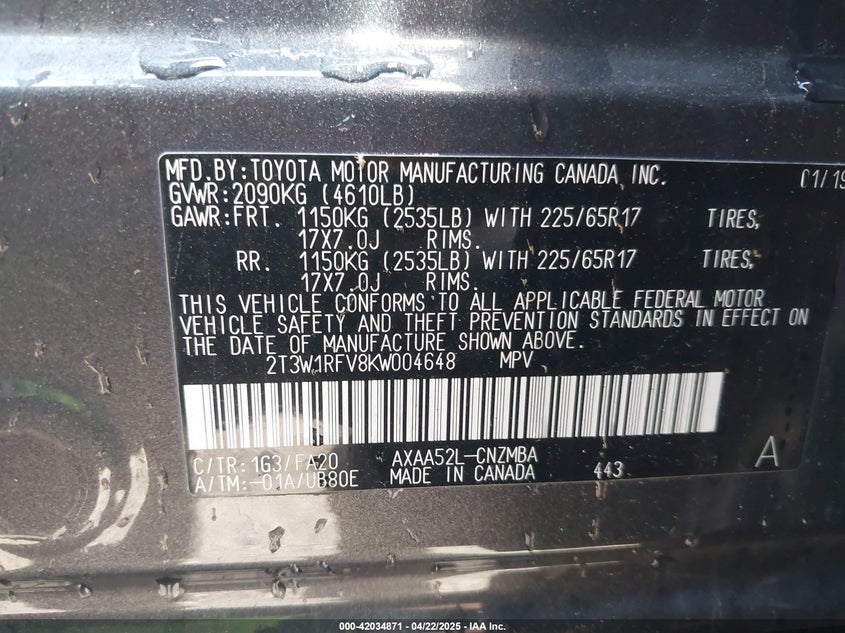 MFD.BY:TOYOTA MOTOR MANUFACTURING CANADA, INC. 01/19
GVWR:2090KG (4610LB)
GAWR:FRT. 1150KG (2535LB) WITH 225/65R17 TIRES,
17X7.0J RIMS.
RR. 1150KG (2535LB) WITH 225/65R17 TIRES,
17X7.0J RIMS.
THIS VEHICLE CONFORMS TO ALL APPLICABLE FEDERAL MOTOR
VEHICLE SAFETY AND THEFT PREVENTION STANDARDS IN EFFECT ON
THE DATE OF MANUFACTURE SHOWN ABOVE.
2T3W1RFV8KW004648 MPV
C/TR: 1G3/FA20 AXAA52L-CNZMBA A
A/TM:-01A/UB80E MADE IN CANADA 443
000-42034871 | 04/22/2025 - IAA Inc.